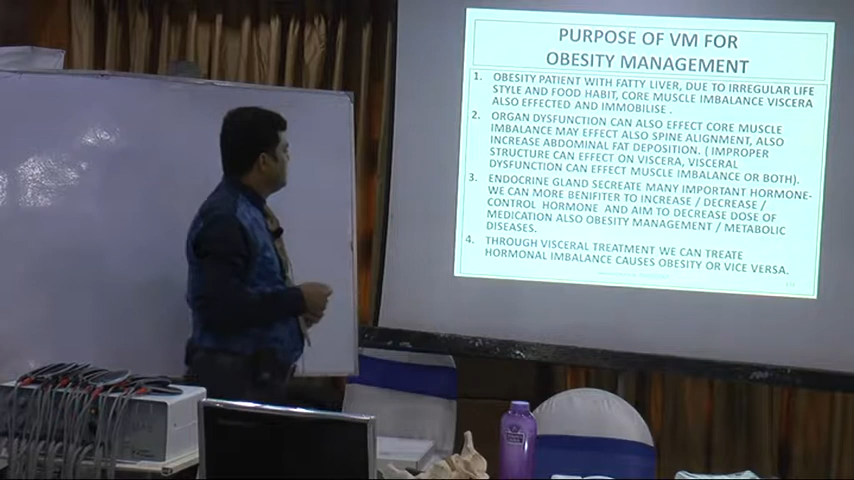 PURPOSE OF VM FOR
OBESITY MANAGEMENT
1. OBESITY PATIENT WITH FATTY LIVER, DUE TO IRREGULAR LIFE
STYLE AND FOOD HABIT, CORE MUSCLE IMBALANCE VISCERA
ALSO EFFECTED AND IMMOBILISE .
2. ORGAN DYSFUNCTION CAN ALSO EFFECT CORE MUSCLE
IMBALANCE MAY EFFECT ALSO SPINE ALIGNMENT, ALSO
INCREASE ABDOMINAL FAT DEPOSITION. ( IMPROPER
STRUCTURE CAN EFFECT ON VISCERA, VISCERAL
DYSFUNCTION CAN EFFECT MUSCLE IMBALANCE OR BOTH).
3. ENDOCRINE GLAND SECREATE MANY IMPORTANT HORMONE-
WE CAN MORE BENIFITER TO INCREASE / DECREASE /
CONTROL HORMONE AND AIM TO DECREASE DOSE OF
MEDICATION ALSO OBESITY MANAGEMENT / METABOLIC
DISEASES.
4. THROUGH VISCERAL TREATMENT WE CAN TREATE
HORMONAL IMBALANCE CAUSES OBESITY OR VICE VERSA.